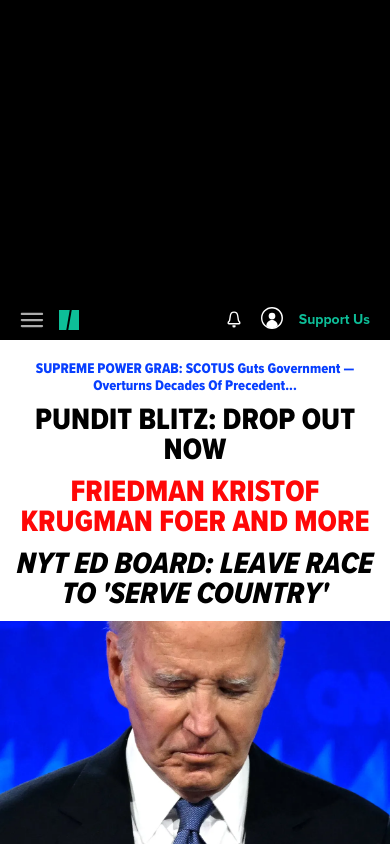 Support Us
SUPREME POWER GRAB: SCOTUS Guts Government —
Overturns Decades Of Precedent...
PUNDIT BLITZ: DROP OUT
NOW
FRIEDMAN KRISTOF
KRUGMAN FOER AND MORE
NYT ED BOARD: LEAVE RACE
TO 'SERVE COUNTRY'